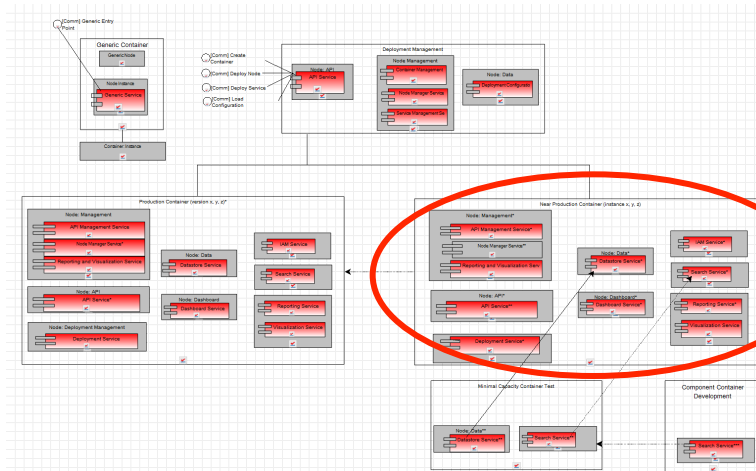 [Comm] Generic Entry
Point
Generic Container
GenericNode
Node Instance
Generic Service
Container Instance
[Comm] Create
Container
[Comm] Deploy Node
[Comm] Deploy Service
[Comm] Load
Configuration
Deployment Management
Node: API
API Service
Node Management
Container Management
Node Manager Service
Service Management Se
Node: Data
DeploymentConfiguratio
Production Container (version x, y, z)*
Node: Management
API Management Service
Node Manager Service*
Reporting and Visualization Service
Node: API
API Service*
Node: Deployment Management
Deployment Service
Node: Data
Datastore Service
Node: Dashboard
Dashboard Service
IAM Service
Search Service
Reporting Service
Visualization Service
Near Production Container (instance x, y, z)
Node: Management*
API Management Service*
Node Manager Service**
Reporting and Visualization Serv
Node: API*
API Service**
Deployment Service*
Node: Data*
Datastore Service*
Node: Dashboard*
Dashboard Service*
IAM Service*
Search Service*
Reporting Service*
Visualization Service
Minimal Capacity Container Test
Node: Data**
Datastore Service**
Search Service**
Component Container
Development
Search Service***